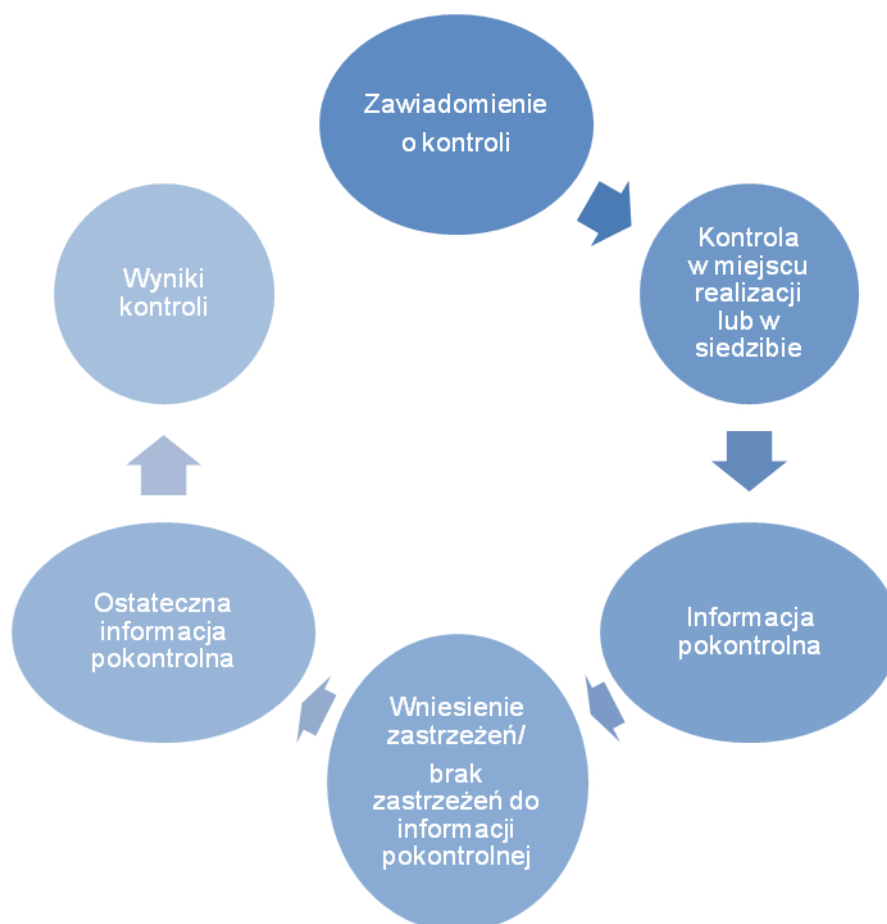 Zawiadomienie
o kontroli
Kontrola
w miejscu
realizacji
lub w
siedzibie
Informacja
pokontrolna
Wniesienie
zastrzeżeń/
brak
zastrzeżeń do
informacji
pokontrolnej
Ostateczna
informacja
pokontrolna
Wyniki
kontroli